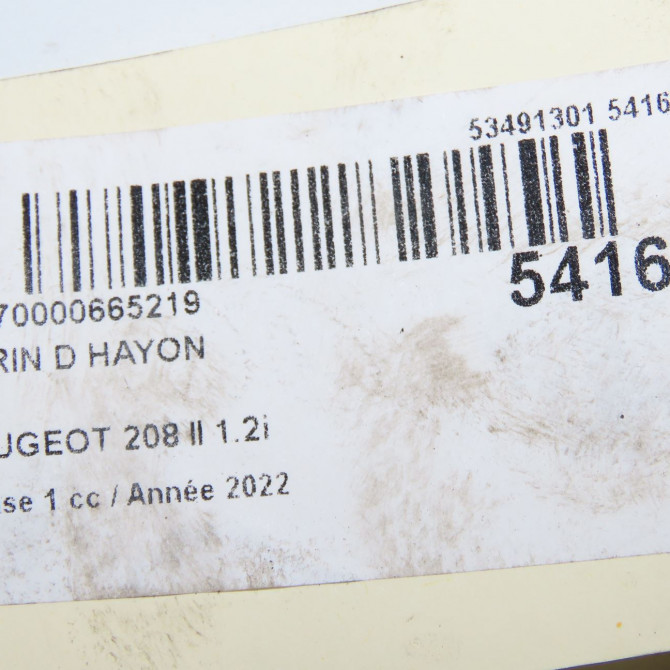 53491301 5416
5416
70000665219
RIN D HAYON
UGEOT 208 II 1.2i
se 1 cc / Année 2022